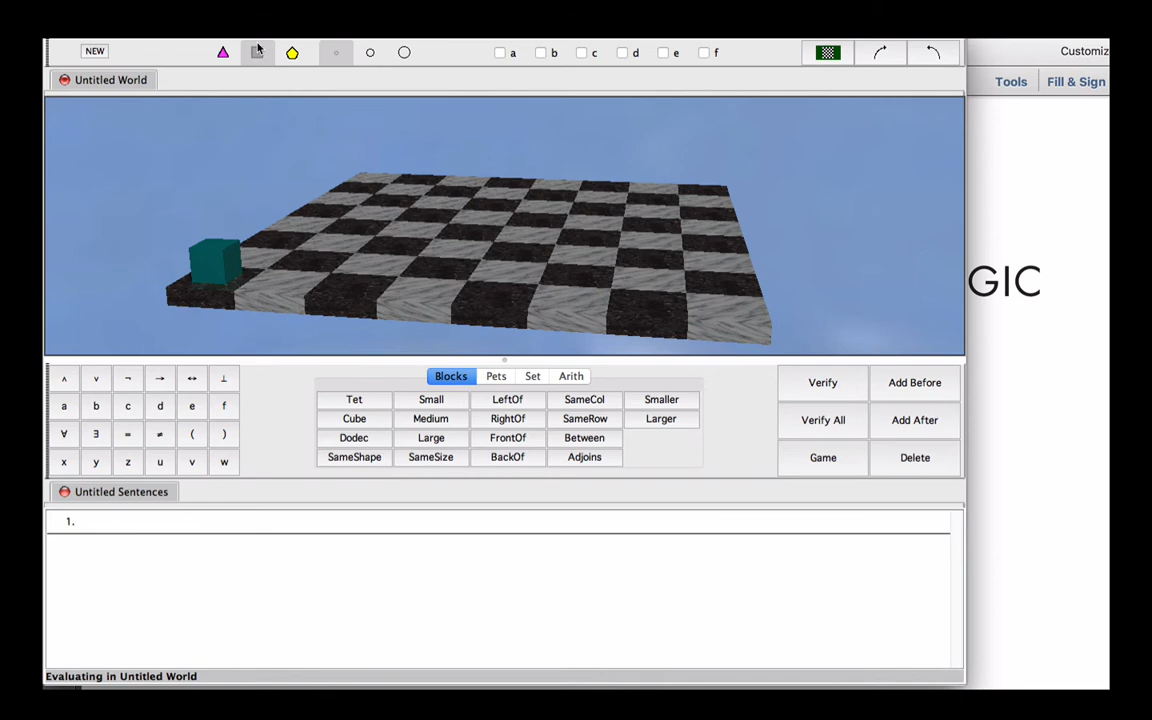 NEW a b c d e f Customiz
Untitled World Tools Fill & Sign
GIC
Blocks Pets Set Arith
∧ ∨ ¬ → ↔ ⊥
a b c d e f
∀ ∃ = ≠ ( )
x y z u v w
Tet Small LeftOf SameCol Smaller
Cube Medium RightOf SameRow Larger
Dodec Large FrontOf Between
SameShape SameSize BackOf Adjoins
Verify Add Before
Verify All Add After
Game Delete
Untitled Sentences
1.
Evaluating in Untitled World